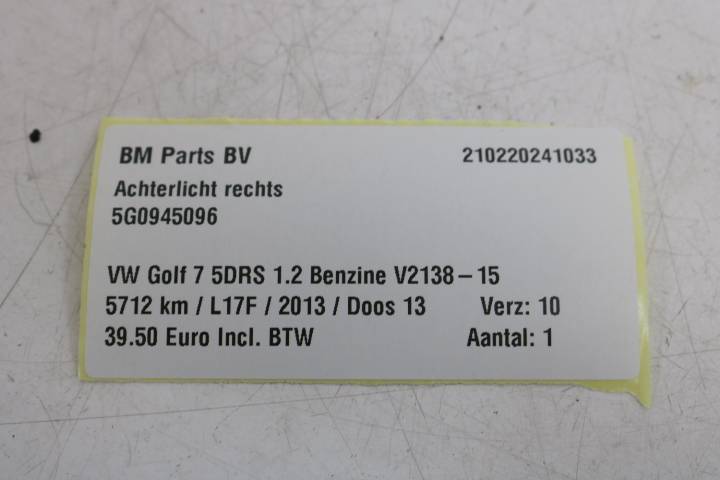 BM Parts BV 210220241033
Achterlicht rechts
5G0945096
VW Golf 7 5DRS 1.2 Benzine V2138-15
5712 km / L17F / 2013 / Doos 13 Verz: 10
39.50 Euro Incl. BTW Aantal: 1